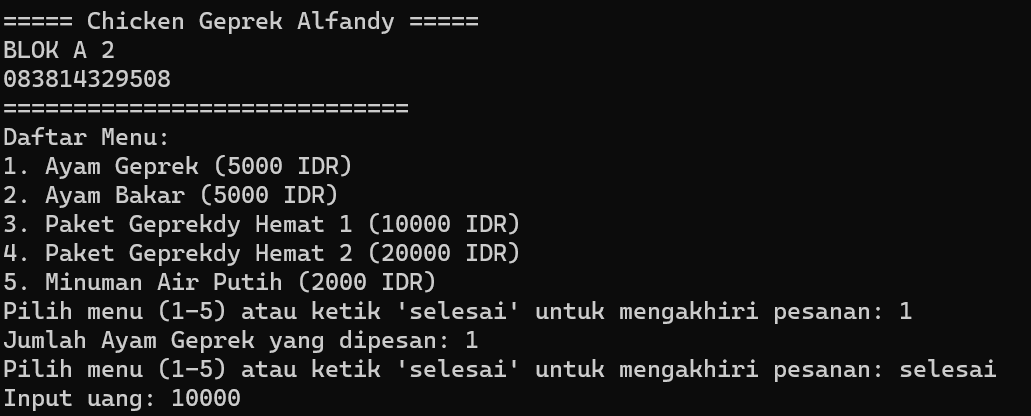 ===== Chicken Geprek Alfandy =====
BLOK A 2
083814329508
=============================
Daftar Menu:
1. Ayam Geprek (5000 IDR)
2. Ayam Bakar (5000 IDR)
3. Paket Geprekdy Hemat 1 (10000 IDR)
4. Paket Geprekdy Hemat 2 (20000 IDR)
5. Minuman Air Putih (2000 IDR)
Pilih menu (1-5) atau ketik 'selesai' untuk mengakhiri pesanan: 1
Jumlah Ayam Geprek yang dipesan: 1
Pilih menu (1-5) atau ketik 'selesai' untuk mengakhiri pesanan: selesai
Input uang: 10000